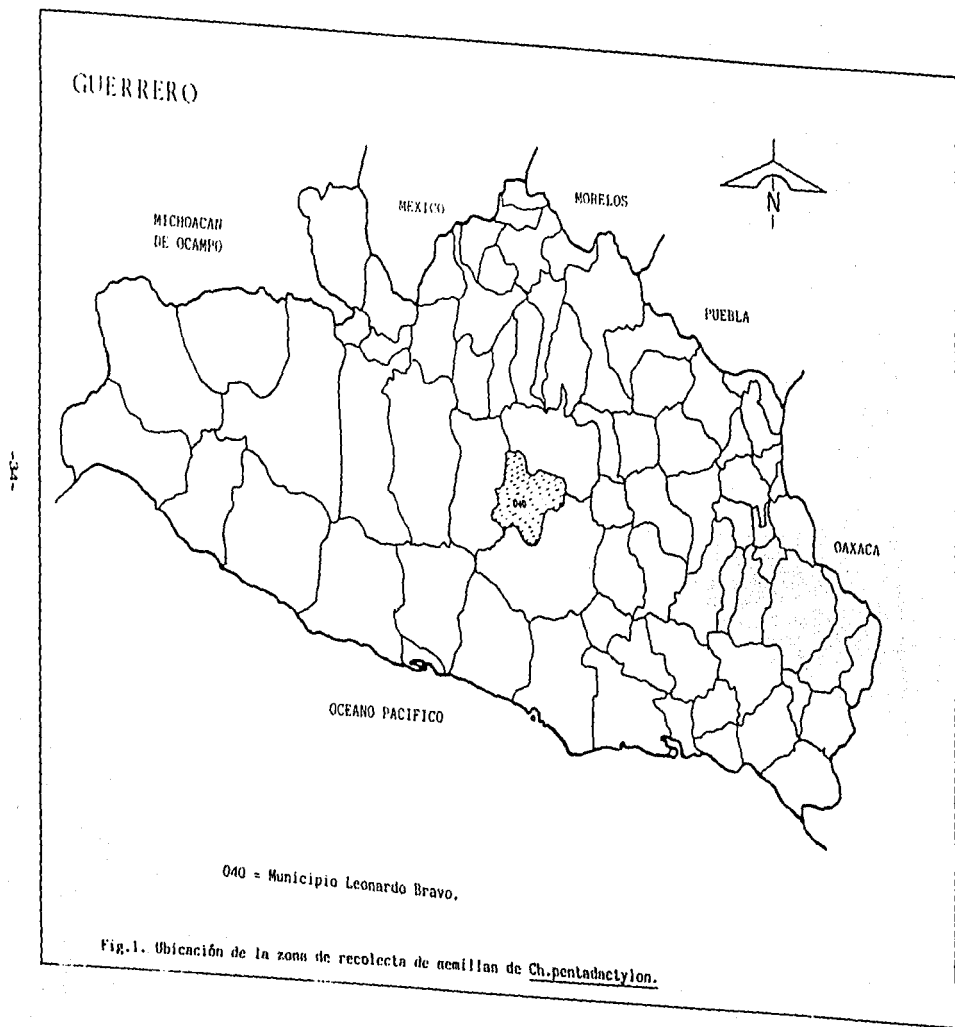 GUERRERO
MEXICO
MORELOS
N
MICHOACAN
DE OCAMPO
PUEBLA
-34-
040
OAXACA
OCEANO PACIFICO
040 = Municipio Leonardo Bravo.
Fig.1. Ubicación de la zona de recolecta de semillas de Ch.pentadactylon.